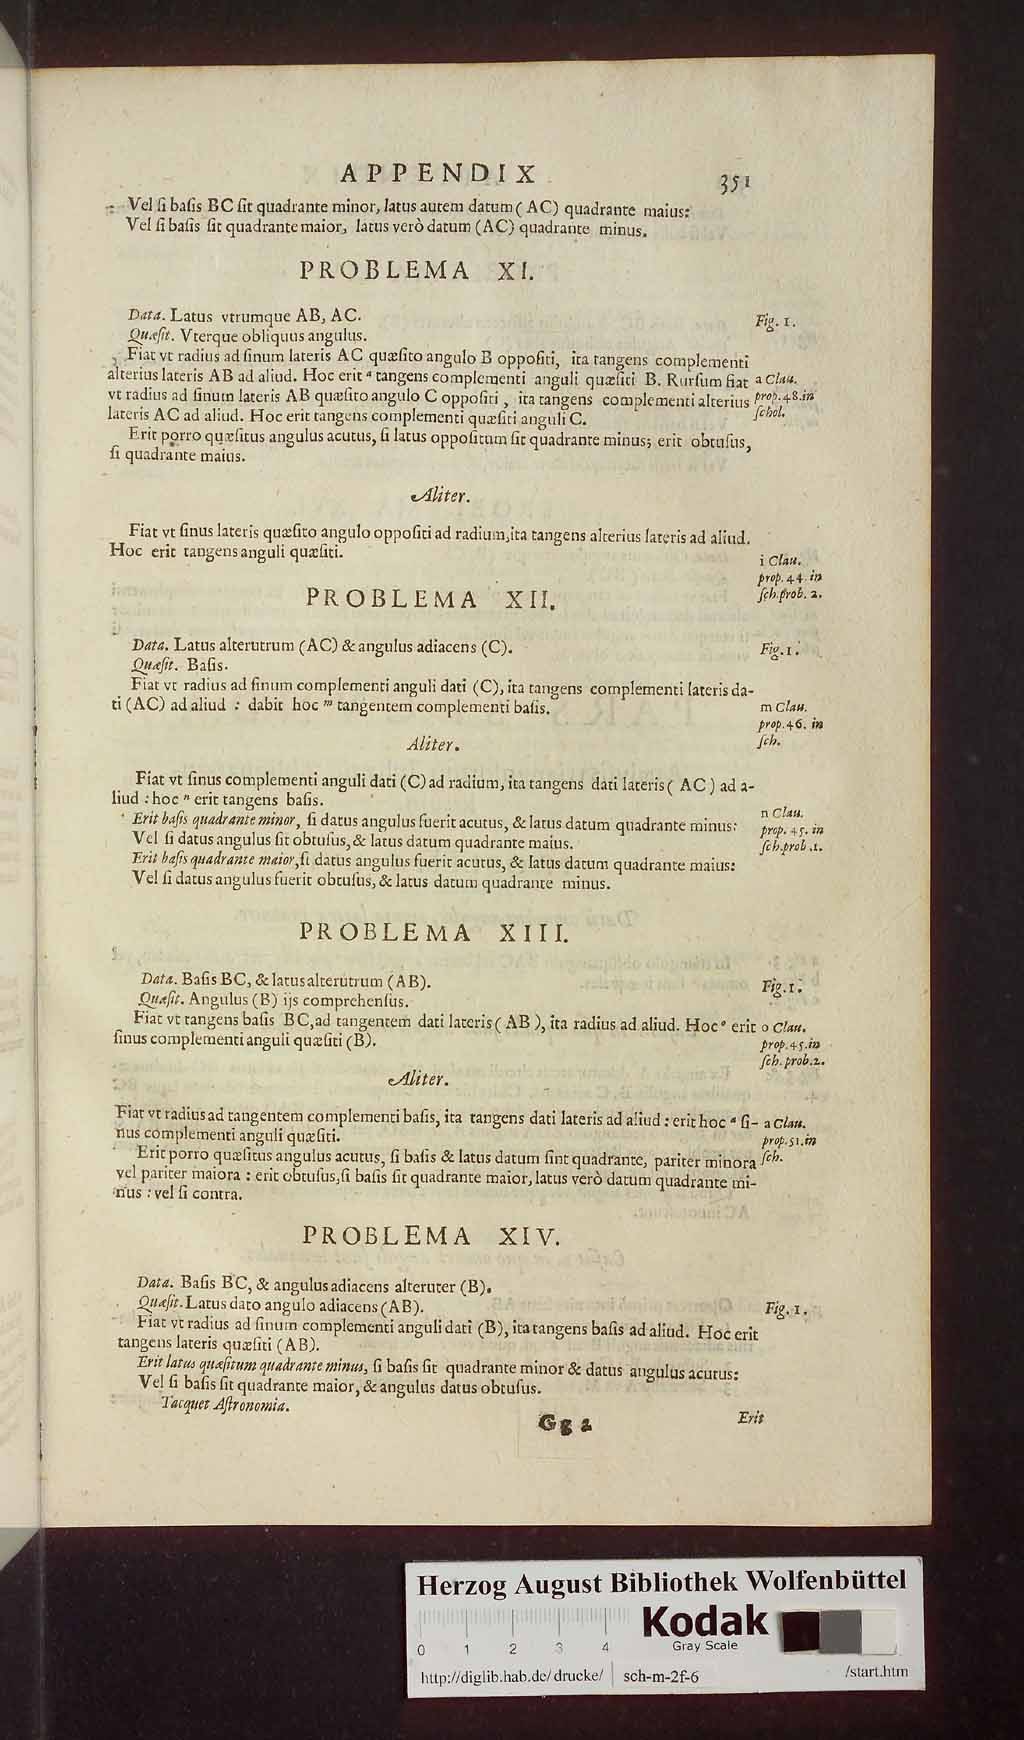 APPENDIX 351
Vel ſi baſis BC ſit quadrante minor, latus autem datum (AC) quadrante maius:
Vel ſi baſis ſit quadrante maior, latus verò datum (AC) quadrante minus.
PROBLEMA XI.
Data. Latus vtrumque AB, AC.
Fig. 1.
Quæſit. Vterque obliquus angulus.
Fiat vt radius ad ſinum lateris AC quæſito angulo B oppoſiti, ita tangens complementi
alterius lateris AB ad aliud. Hoc erit a tangens complementi anguli quæſiti B. Rurſum fiat
a Clau.
vt radius ad ſinum lateris AB quæſito angulo C oppoſiti, ita tangens complementi alterius
prop. 48. in
lateris AC ad aliud. Hoc erit tangens complementi quæſiti anguli C.
ſchol.
Erit porro quæſitus angulus acutus, ſi latus oppoſitum ſit quadrante minus; erit obtuſus,
ſi quadrante maius.
Aliter.
Fiat vt ſinus lateris quæſito angulo oppoſiti ad radium, ita tangens alterius lateris ad aliud.
Hoc erit tangens anguli quæſiti.
i Clau.
prop. 44. in
ſch. prob. 2.
PROBLEMA XII.
Data. Latus alterutrum (AC) & angulus adiacens (C).
Fig. 1.
Quæſit. Baſis.
Fiat vt radius ad ſinum complementi anguli dati (C), ita tangens complementi lateris da-
ti (AC) ad aliud : dabit hoc m tangentem complementi baſis.
m Clau.
prop. 46. in
ſch.
Aliter.
Fiat vt ſinus complementi anguli dati (C) ad radium, ita tangens dati lateris (AC) ad a-
liud : hoc n erit tangens baſis.
n Clau.
prop. 45. in
ſch. prob. 1.
Erit baſis quadrante minor, ſi datus angulus fuerit acutus, & latus datum quadrante minus:
Vel ſi datus angulus ſit obtuſus, & latus datum quadrante maius.
Erit baſis quadrante maior, ſi datus angulus fuerit acutus, & latus datum quadrante maius:
Vel ſi datus angulus fuerit obtuſus, & latus datum quadrante minus.
PROBLEMA XIII.
Data. Baſis BC, & latus alterutrum (AB).
Fig. 1.
Quæſit. Angulus (B) ijs comprehenſus.
Fiat vt tangens baſis BC, ad tangentem dati lateris (AB), ita radius ad aliud. Hoc o erit
o Clau.
ſinus complementi anguli quæſiti (B).
prop. 45. in
ſch. prob. 2.
Aliter.
Fiat vt radius ad tangentem complementi baſis, ita tangens dati lateris ad aliud : erit hoc a ſi-
a Clau.
nus complementi anguli quæſiti.
prop. 51. in
Erit porro quæſitus angulus acutus, ſi baſis & latus datum ſint quadrante, pariter minora
ſch.
vel pariter maiora : erit obtuſus, ſi baſis ſit quadrante maior, latus verò datum quadrante mi-
nus : vel ſi contra.
PROBLEMA XIV.
Data. Baſis BC, & angulus adiacens alteruter (B).
Quæſit. Latus dato angulo adiacens (AB).
Fig. 1.
Fiat vt radius ad ſinum complementi anguli dati (B), ita tangens baſis ad aliud. Hoc erit
tangens lateris quæſiti (AB).
Erit latus quæſitum quadrante minus, ſi baſis ſit quadrante minor & datus angulus acutus:
Vel ſi baſis ſit quadrante maior, & angulus datus obtuſus.
Tacquet Aſtronomia.
Gg 2
Erit
Herzog August Bibliothek Wolfenbüttel
Kodak
Gray Scale
0 1 2 3 4
http://diglib.hab.de/drucke/ sch-m-2f-6 /start.htm